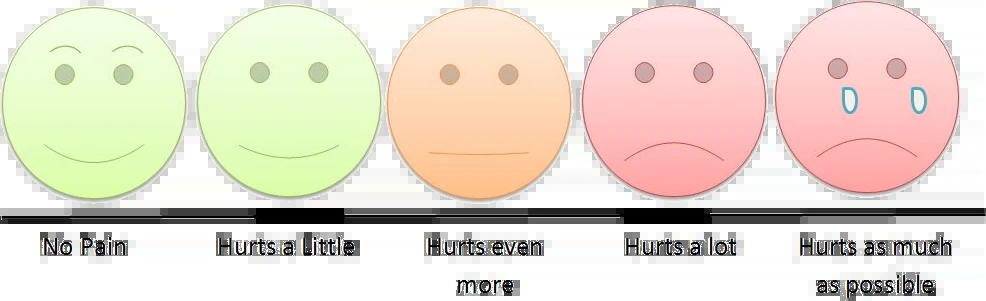 No Pain
Hurts a Little
Hurts even
more
Hurts a lot
Hurts as much
as possible